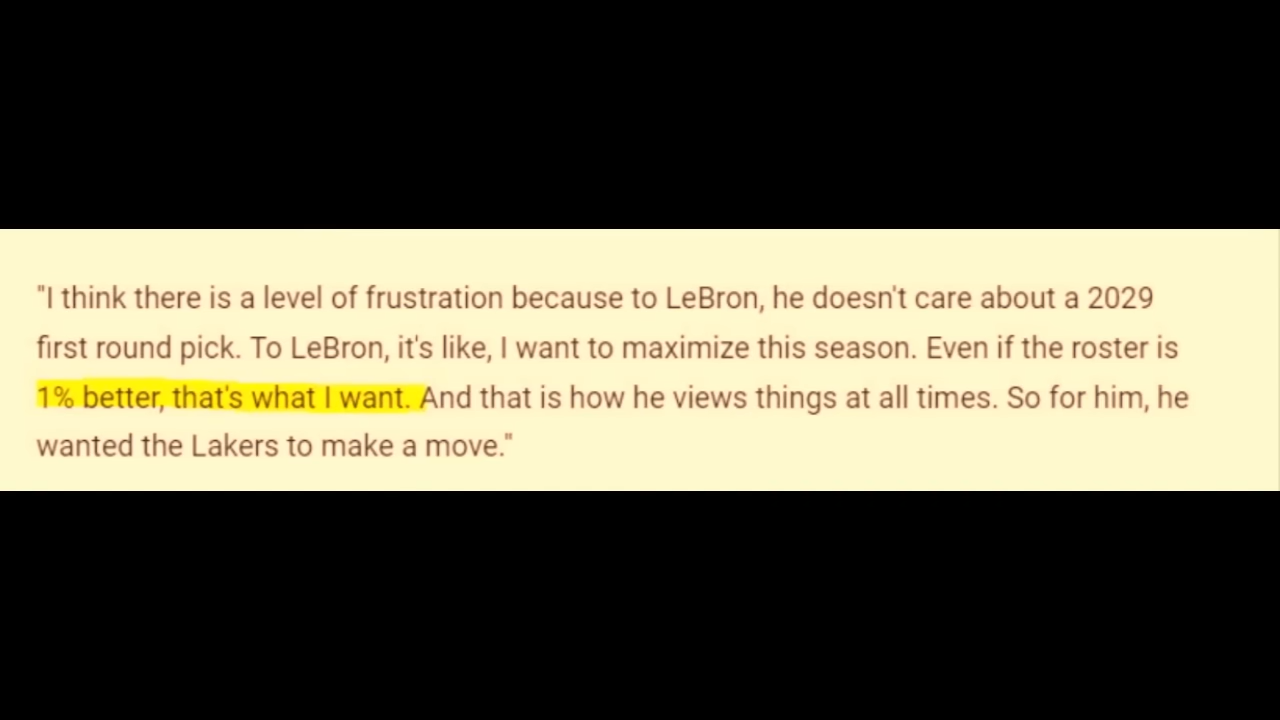 "I think there is a level of frustration because to LeBron, he doesn't care about a 2029
first round pick. To LeBron, it's like, I want to maximize this season. Even if the roster is
1% better, that's what I want. And that is how he views things at all times. So for him, he
wanted the Lakers to make a move."